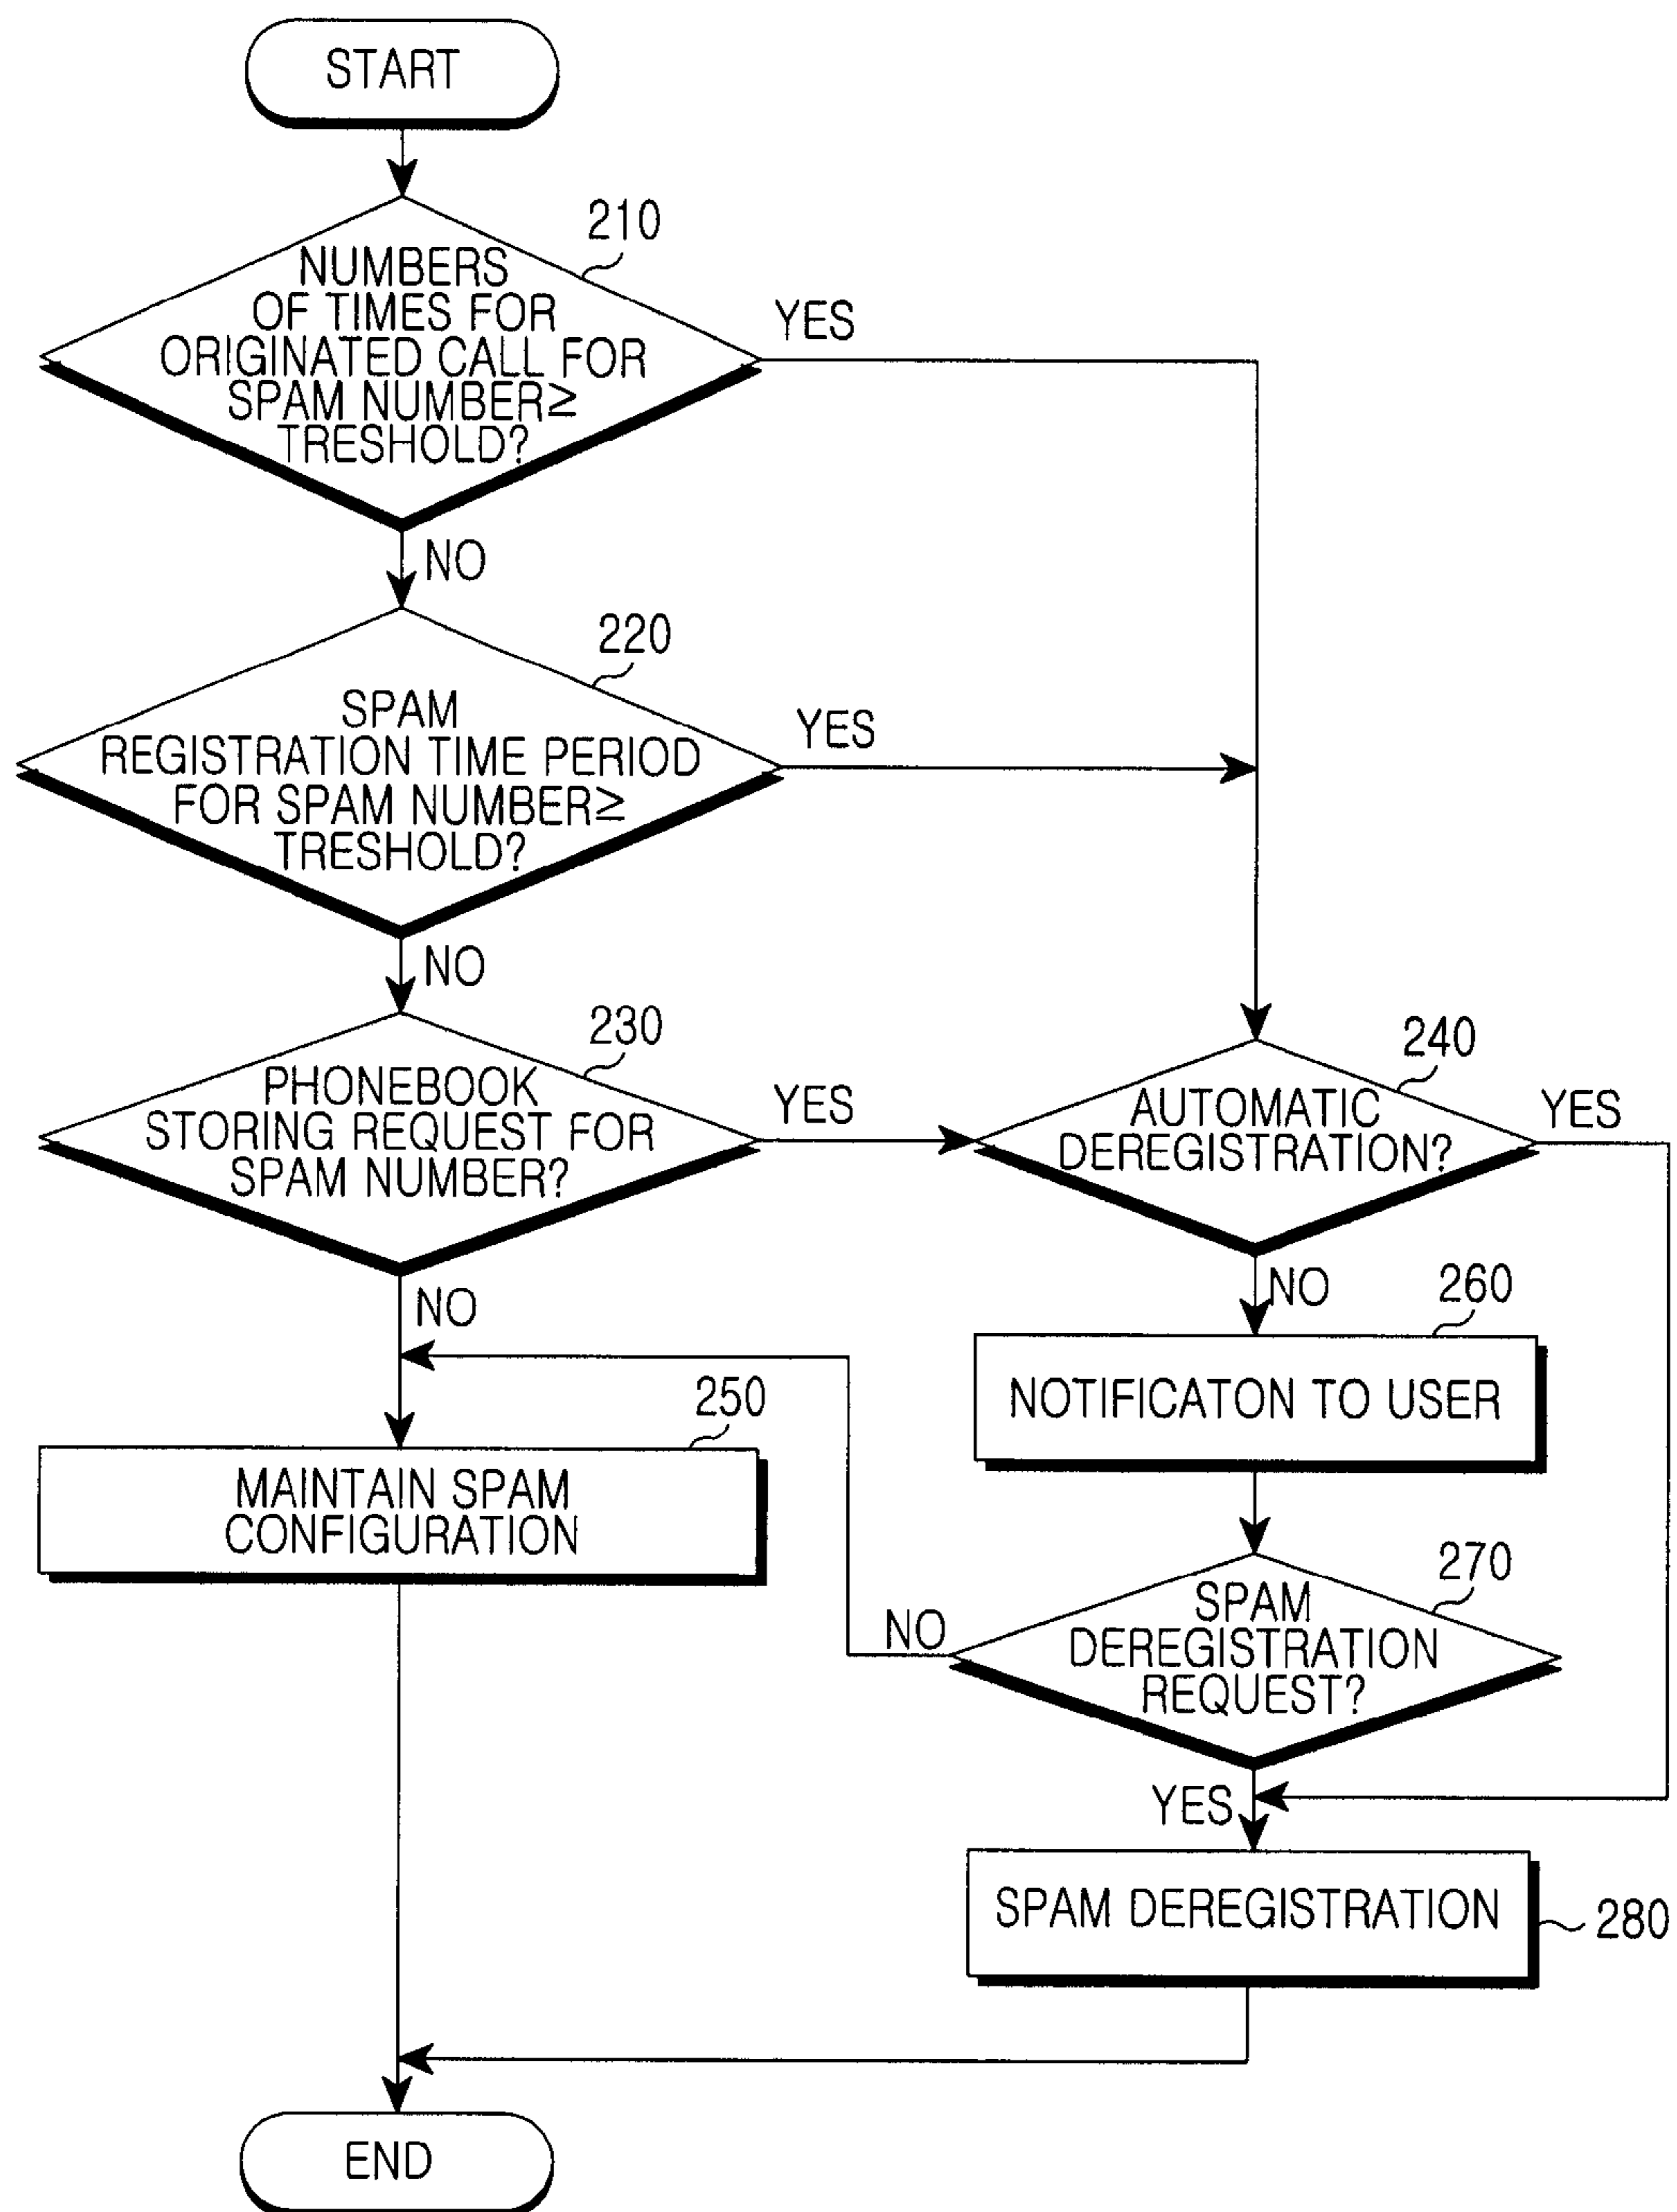 START
210
NUMBERS
OF TIMES FOR
ORIGINATED CALL FOR
SPAM NUMBER≥
TRESHOLD?
YES
NO
220
SPAM
REGISTRATION TIME PERIOD
FOR SPAM NUMBER≥
TRESHOLD?
YES
NO
230
PHONEBOOK
STORING REQUEST FOR
SPAM NUMBER?
YES
240
AUTOMATIC
DEREGISTRATION?
YES
NO
NO
260
NOTIFICATON TO USER
250
MAINTAIN SPAM
CONFIGURATION
270
SPAM
DEREGISTRATION
REQUEST?
NO
YES
SPAM DEREGISTRATION
280
END